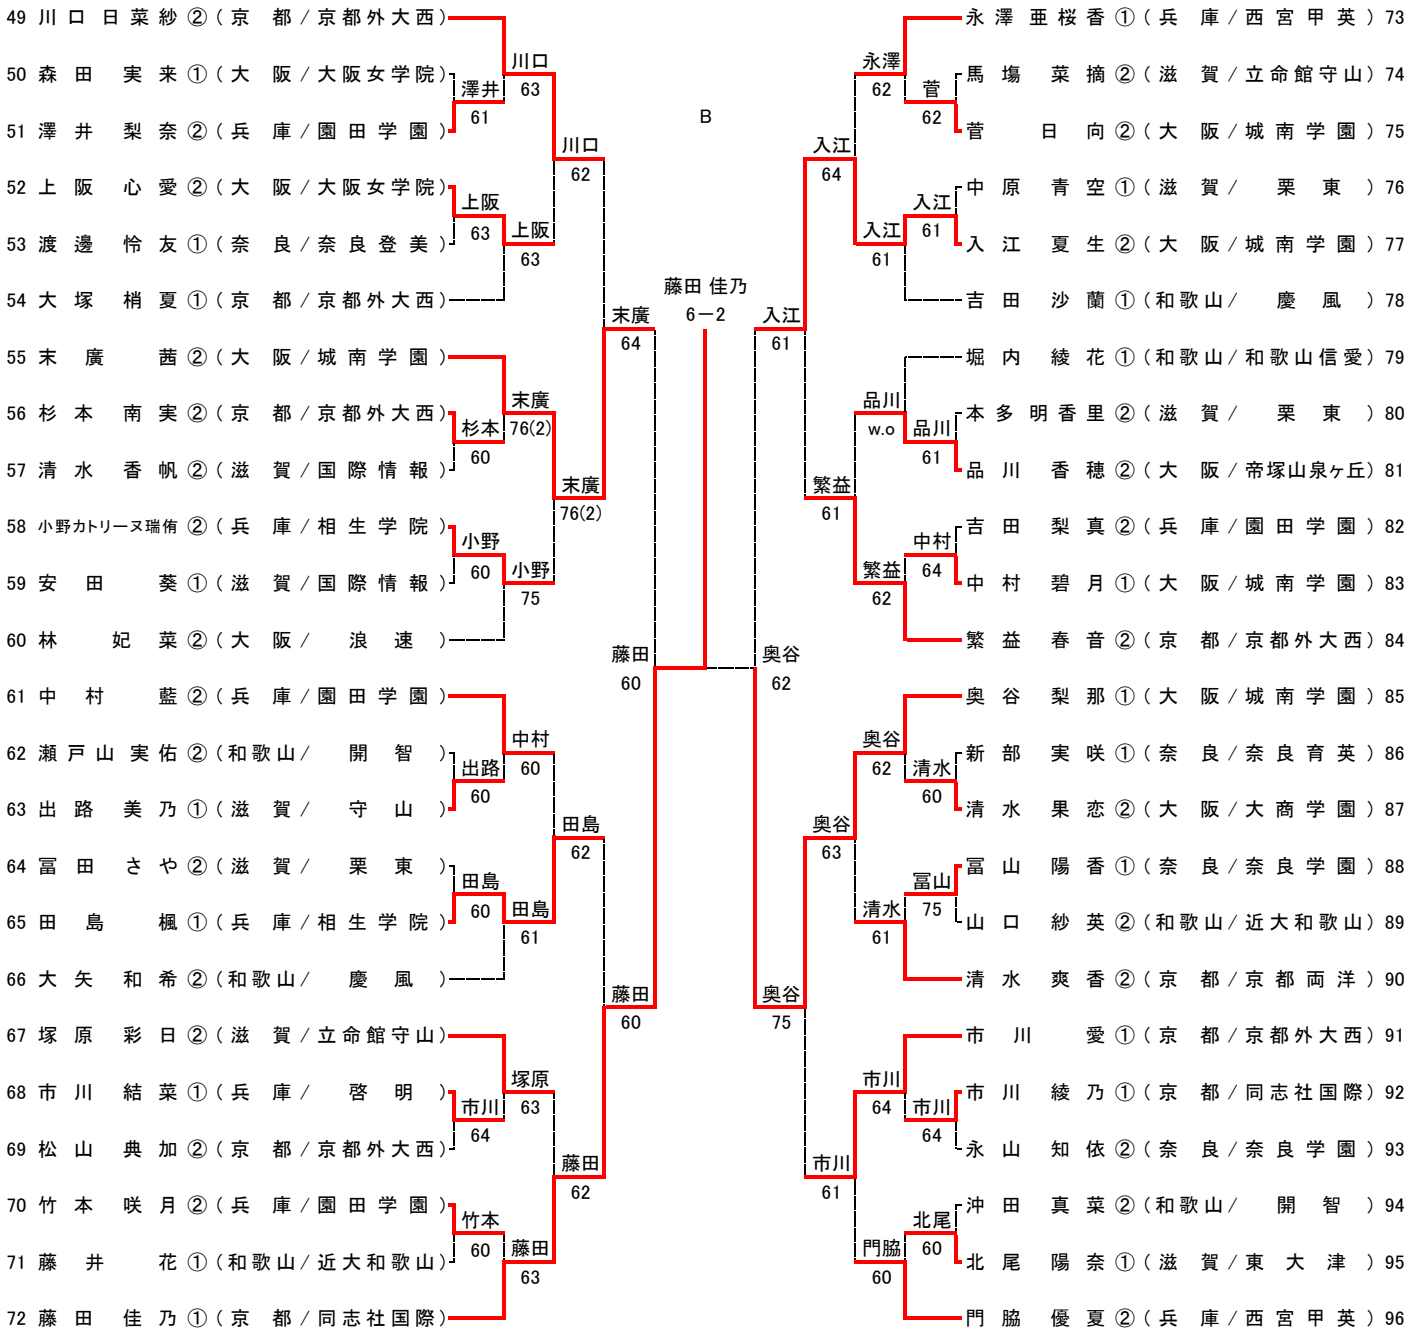 49 川口日菜紗 ② (京都/京都外大西)
50 森田実来 ① (大阪/大阪女学院)
51 澤井梨奈 ② (兵庫/園田学園)
52 上阪心愛 ② (大阪/大阪女学院)
53 渡邊怜友 ① (奈良/奈良登美)
54 大塚梢夏 ① (京都/京都外大西)
55 末廣茜 ② (大阪/城南学園)
56 杉本南実 ② (京都/京都外大西)
57 清水香帆 ② (滋賀/国際情報)
58 小野カトリーヌ瑞侑 ② (兵庫/相生学院)
59 安田葵 ① (滋賀/国際情報)
60 林妃菜 ② (大阪/浪速)
61 中村藍 ② (兵庫/園田学園)
62 瀬戸山実佑 ② (和歌山/開智)
63 出路美乃 ① (滋賀/守山)
64 冨田さや ② (滋賀/栗東)
65 田島楓 ① (兵庫/相生学院)
66 大矢和希 ② (和歌山/慶風)
67 塚原彩日 ② (滋賀/立命館守山)
68 市川結菜 ① (兵庫/啓明)
69 松山典加 ② (京都/京都外大西)
70 竹本咲月 ② (兵庫/園田学園)
71 藤井花 ① (和歌山/近大和歌山)
72 藤田佳乃 ① (京都/同志社国際)
澤井
61
上阪
63
杉本
60
小野
60
出路
60
田島
60
市川
64
竹本
60
川口
63
上阪
63
末廣
76(2)
小野
75
中村
60
田島
61
塚原
63
藤田
63
川口
62
末廣
76(2)
田島
62
藤田
62
末廣
64
藤田
60
藤田
60
B
藤田 佳乃
6－2
奥谷
62
入江
61
奥谷
75
入江
64
繁益
61
奥谷
63
市川
61
永澤
62
入江
61
品川
w.o
繁益
62
奥谷
62
清水
61
市川
64
門脇
60
菅
62
入江
61
品川
61
中村
64
清水
60
冨山
75
市川
64
北尾
60
永澤亜桜香 ① (兵庫/西宮甲英) 73
馬塲菜摘 ② (滋賀/立命館守山) 74
菅日向 ② (大阪/城南学園) 75
中原青空 ① (滋賀/栗東) 76
入江夏生 ② (大阪/城南学園) 77
吉田沙蘭 ① (和歌山/慶風) 78
堀内綾花 ① (和歌山/和歌山信愛) 79
本多明香里 ② (滋賀/栗東) 80
品川香穂 ② (大阪/帝塚山泉ヶ丘) 81
吉田梨真 ② (兵庫/園田学園) 82
中村碧月 ① (大阪/城南学園) 83
繁益春音 ② (京都/京都外大西) 84
奥谷梨那 ① (大阪/城南学園) 85
新部実咲 ① (奈良/奈良育英) 86
清水果恋 ② (大阪/大商学園) 87
冨山陽香 ① (奈良/奈良学園) 88
山口紗英 ② (和歌山/近大和歌山) 89
清水爽香 ② (京都/京都両洋) 90
市川愛 ① (京都/京都外大西) 91
市川綾乃 ① (京都/同志社国際) 92
永山知依 ② (奈良/奈良学園) 93
沖田真菜 ② (和歌山/開智) 94
北尾陽奈 ① (滋賀/東大津) 95
門脇優夏 ② (兵庫/西宮甲英) 96